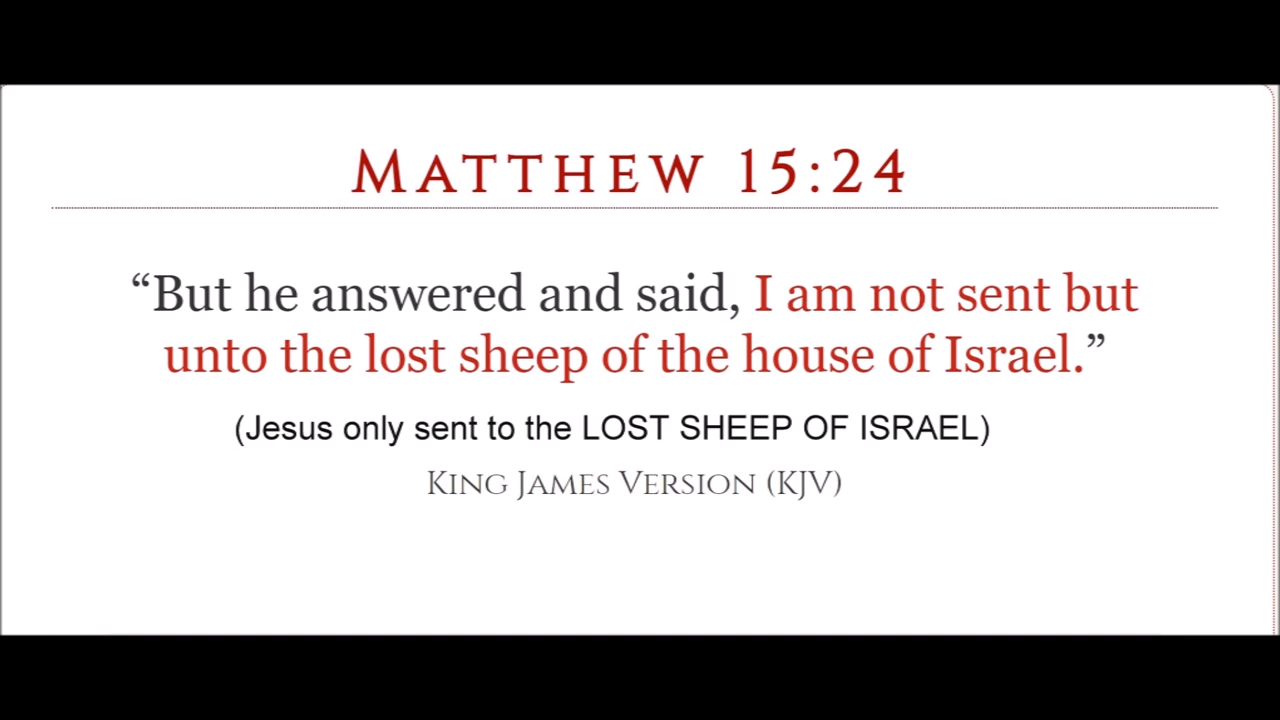 MATTHEW 15:24
“But he answered and said, I am not sent but
unto the lost sheep of the house of Israel.”
(Jesus only sent to the LOST SHEEP OF ISRAEL)
KING JAMES VERSION (KJV)